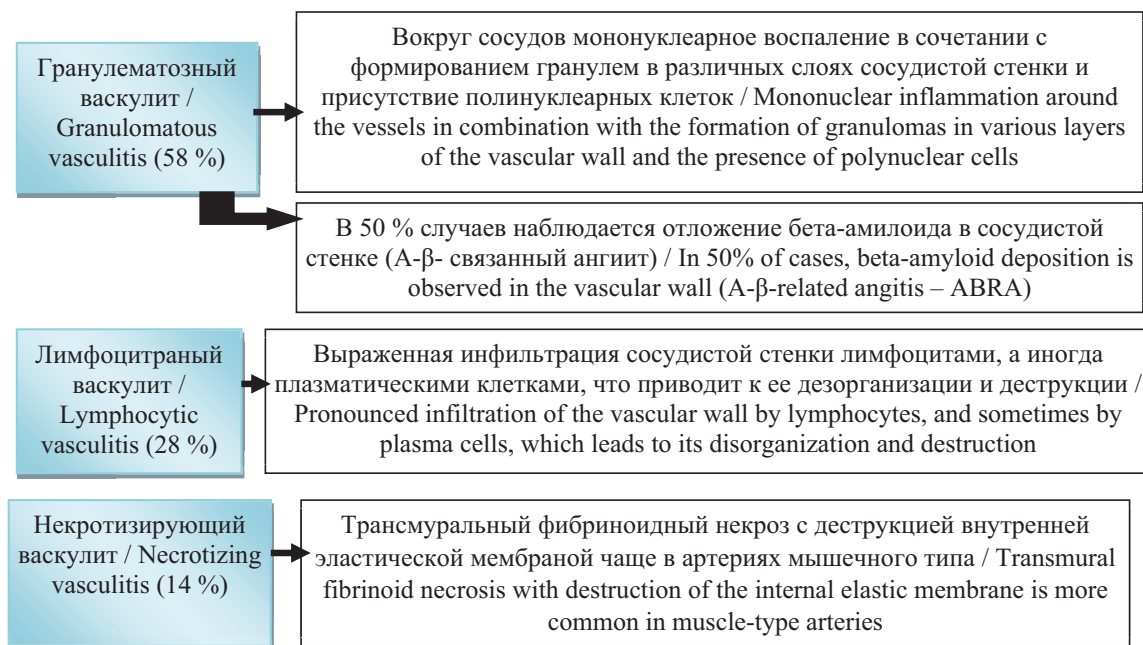 Гранулематозный
васкулит /
Granulomatous
vasculitis (58 %)
Вокруг сосудов мононуклеарное воспаление в сочетании с
формированием гранулем в различных слоях сосудистой стенки и
присутствие полинуклеарных клеток / Mononuclear inflammation around
the vessels in combination with the formation of granulomas in various layers
of the vascular wall and the presence of polynuclear cells
В 50 % случаев наблюдается отложение бета-амилоида в сосудистой
стенке (А-β- связанный ангиит) / In 50% of cases, beta-amyloid deposition is
observed in the vascular wall (A-β-related angitis – ABRA)
Лимфоцитраный
васкулит /
Lymphocytic
vasculitis (28 %)
Выраженная инфильтрация сосудистой стенки лимфоцитами, а иногда
плазматическими клетками, что приводит к ее дезорганизации и деструкции /
Pronounced infiltration of the vascular wall by lymphocytes, and sometimes by
plasma cells, which leads to its disorganization and destruction
Некротизирующий
васкулит / Necrotizing
vasculitis (14 %)
Трансмуральный фибриноидный некроз с деструкцией внутренней
эластической мембраной чаще в артериях мышечного типа / Transmural
fibrinoid necrosis with destruction of the internal elastic membrane is more
common in muscle-type arteries